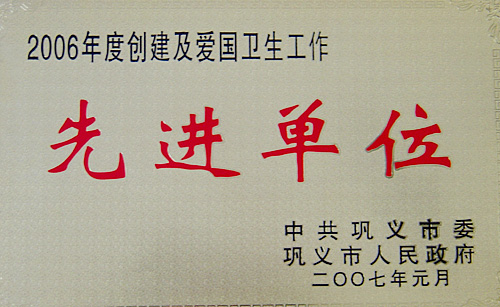 2006年度创建及爱国卫生工作
先进单位
中共巩义市委
巩义市人民政府
二〇〇七年元月